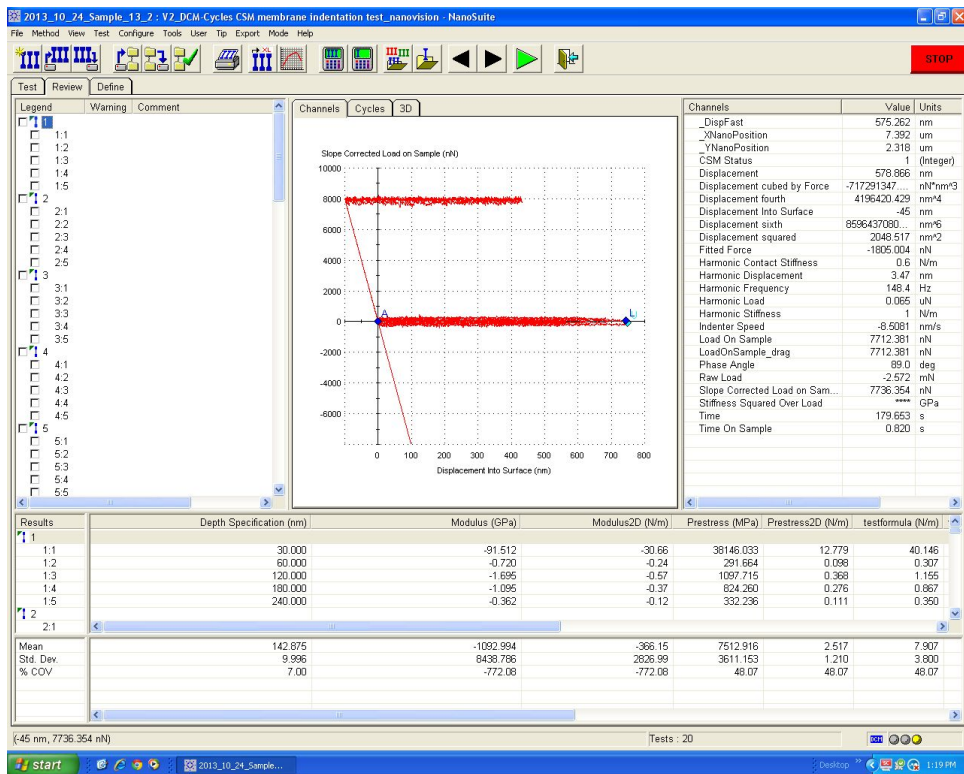 2013_10_24_Sample_13_2 : V2_DCM-Cycles CSM membrane indentation test_nanovision - NanoSuite
File Method View Test Configure Tools User Tip Export Mode Help
STOP
Test Review Define
Legend Warning Comment
1
1:1
1:2
1:3
1:4
1:5
2
2:1
2:2
2:3
2:4
2:5
3
3:1
3:2
3:3
3:4
3:5
4
4:1
4:2
4:3
4:4
4:5
5
5:1
5:2
5:3
5:4
5:5
Channels Cycles 3D
Slope Corrected Load on Sample (nN)
10000
8000
6000
4000
2000
0
-2000
-4000
-6000
A
L
0 100 200 300 400 500 600 700 800
Displacement Into Surface (nm)
Channels Value Units
_DispFast 575.262 nm
_XNanoPosition 7.392 um
_YNanoPosition 2.318 um
CSM Status 1 (Integer)
Displacement 578.866 nm
Displacement cubed by Force -717291347.... nN*nm^3
Displacement fourth 4196420.429 nm^4
Displacement Into Surface -45 nm
Displacement sixth 8596437080... nm^6
Displacement squared 2048.517 nm^2
Fitted Force -1805.004 nN
Harmonic Contact Stiffness 0.6 N/m
Harmonic Displacement 3.47 nm
Harmonic Frequency 148.4 Hz
Harmonic Load 0.065 uN
Harmonic Stiffness 1 N/m
Indenter Speed -8.5081 nm/s
Load On Sample 7712.381 nN
LoadOnSample_drag 7712.381 nN
Phase Angle 89.0 deg
Raw Load -2.572 mN
Slope Corrected Load on Sam... 7736.354 nN
Stiffness Squared Over Load **** GPa
Time 179.653 s
Time On Sample 0.820 s
Results Depth Specification (nm) Modulus (GPa) Modulus2D (N/m) Prestress (MPa) Prestress2D (N/m) testformula (N/m)
1
1:1 30.000 -91.512 -30.66 38146.033 12.779 40.146
1:2 60.000 -0.720 -0.24 291.664 0.098 0.307
1:3 120.000 -1.695 -0.57 1097.715 0.368 1.155
1:4 180.000 -1.095 -0.37 824.260 0.276 0.867
1:5 240.000 -0.362 -0.12 332.236 0.111 0.350
2
2:1
Mean 142.875 -1092.994 -366.15 7512.916 2.517 7.907
Std. Dev. 9.996 8438.786 2826.99 3611.153 1.210 3.800
% COV 7.00 -772.08 -772.08 48.07 48.07 48.07
(-45 nm, 7736.354 nN) Tests : 20
start 2013_10_24_Sample... Desktop 1:19 PM